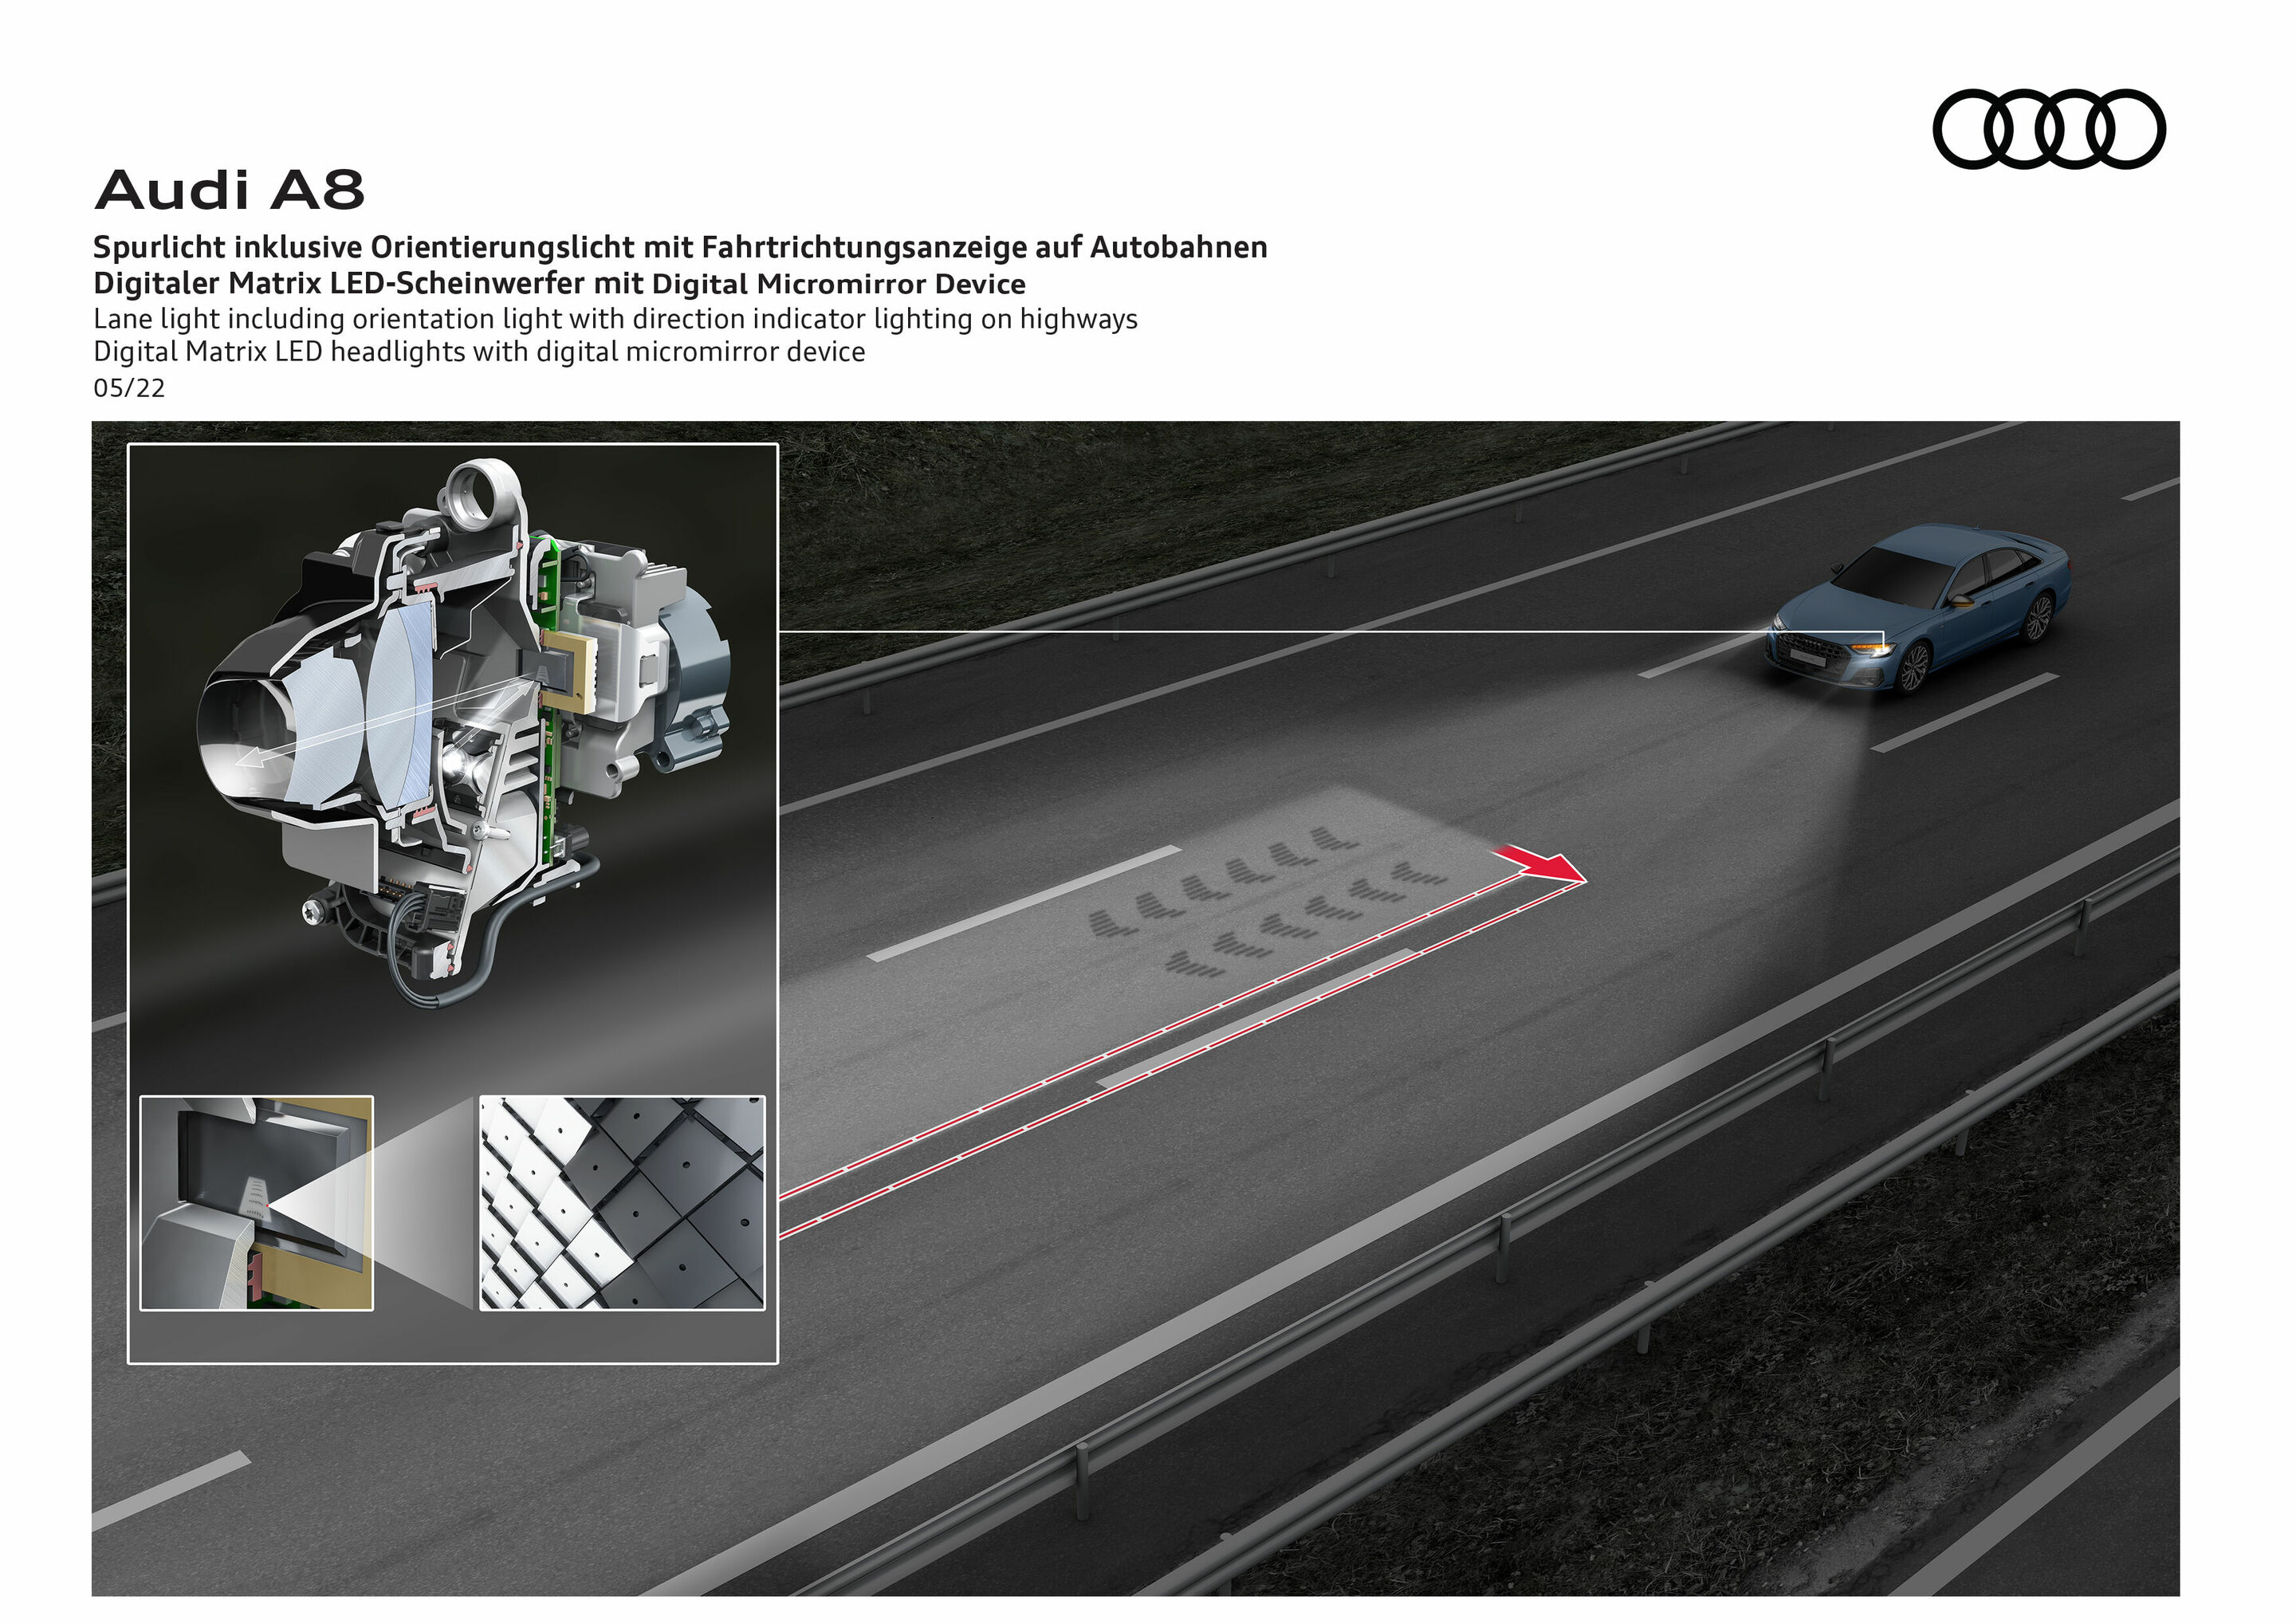 Audi A8
Spurlicht inklusive Orientierungslicht mit Fahrtrichtungsanzeige auf Autobahnen
Digitaler Matrix LED-Scheinwerfer mit Digital Micromirror Device
Lane light including orientation light with direction indicator lighting on highways
Digital Matrix LED headlights with digital micromirror device
05/22